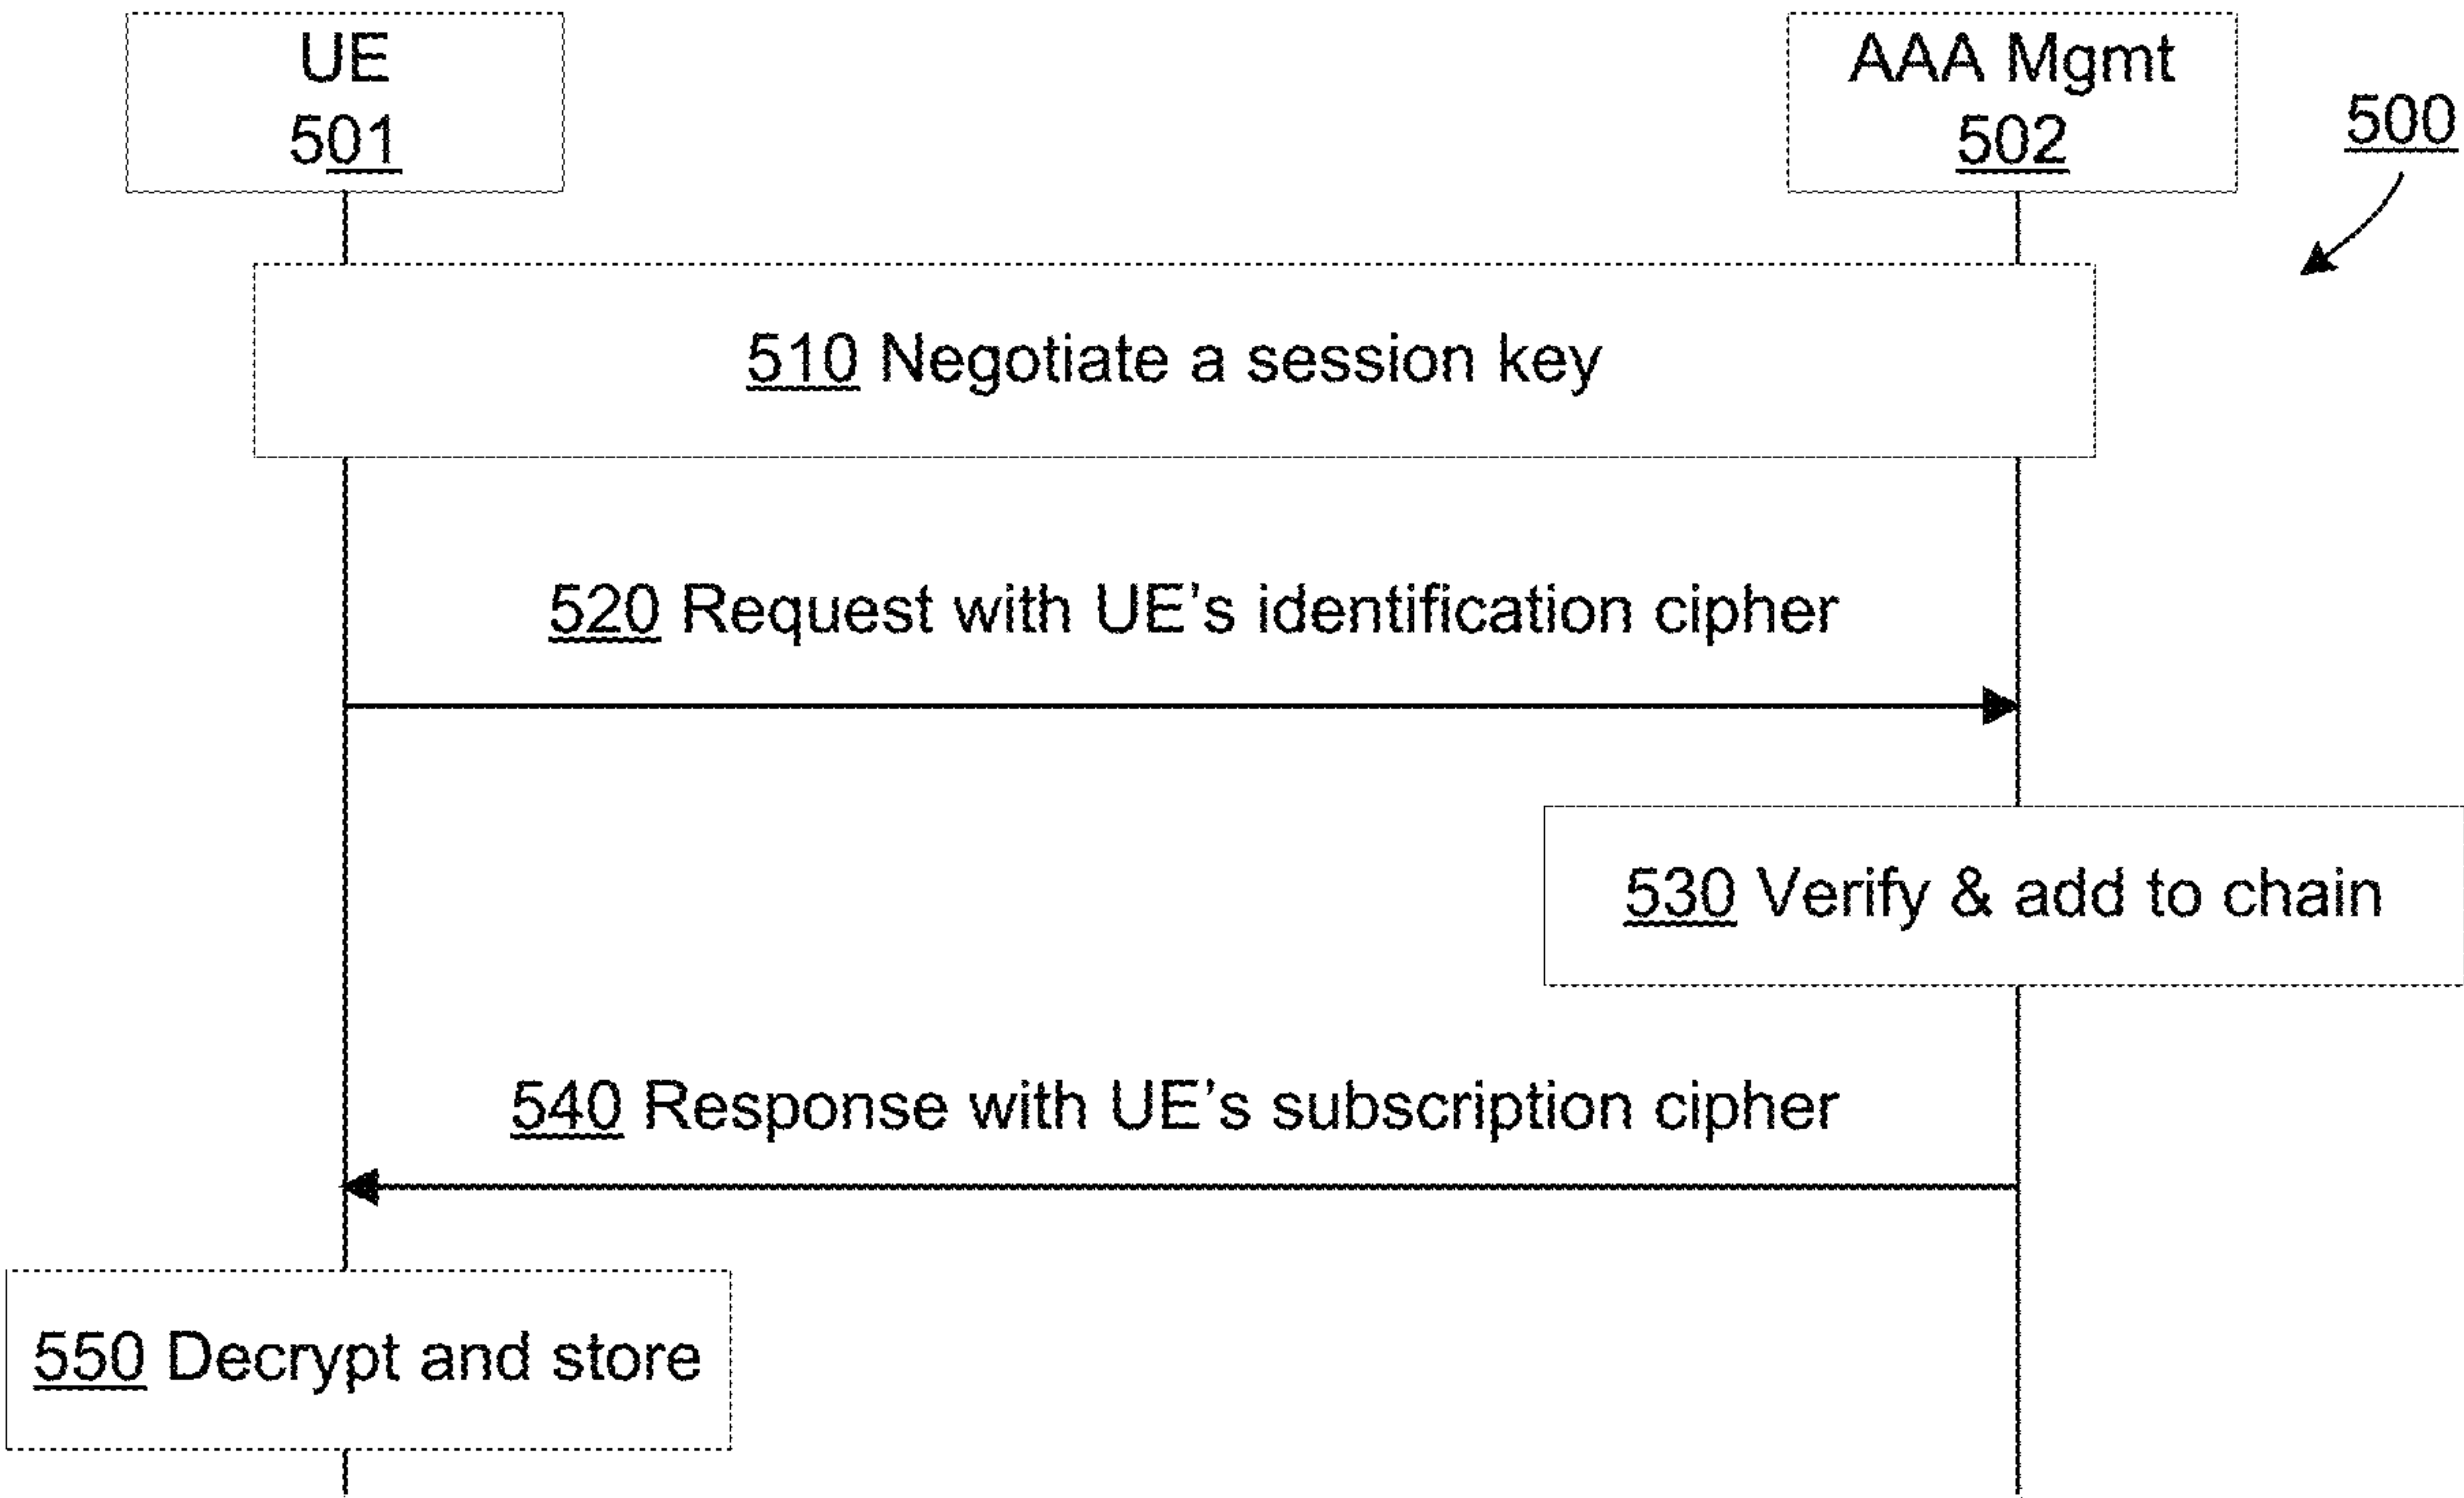 UE
501
AAA Mgmt
502
500
510 Negotiate a session key
520 Request with UE’s identification cipher
530 Verify & add to chain
540 Response with UE’s subscription cipher
550 Decrypt and store